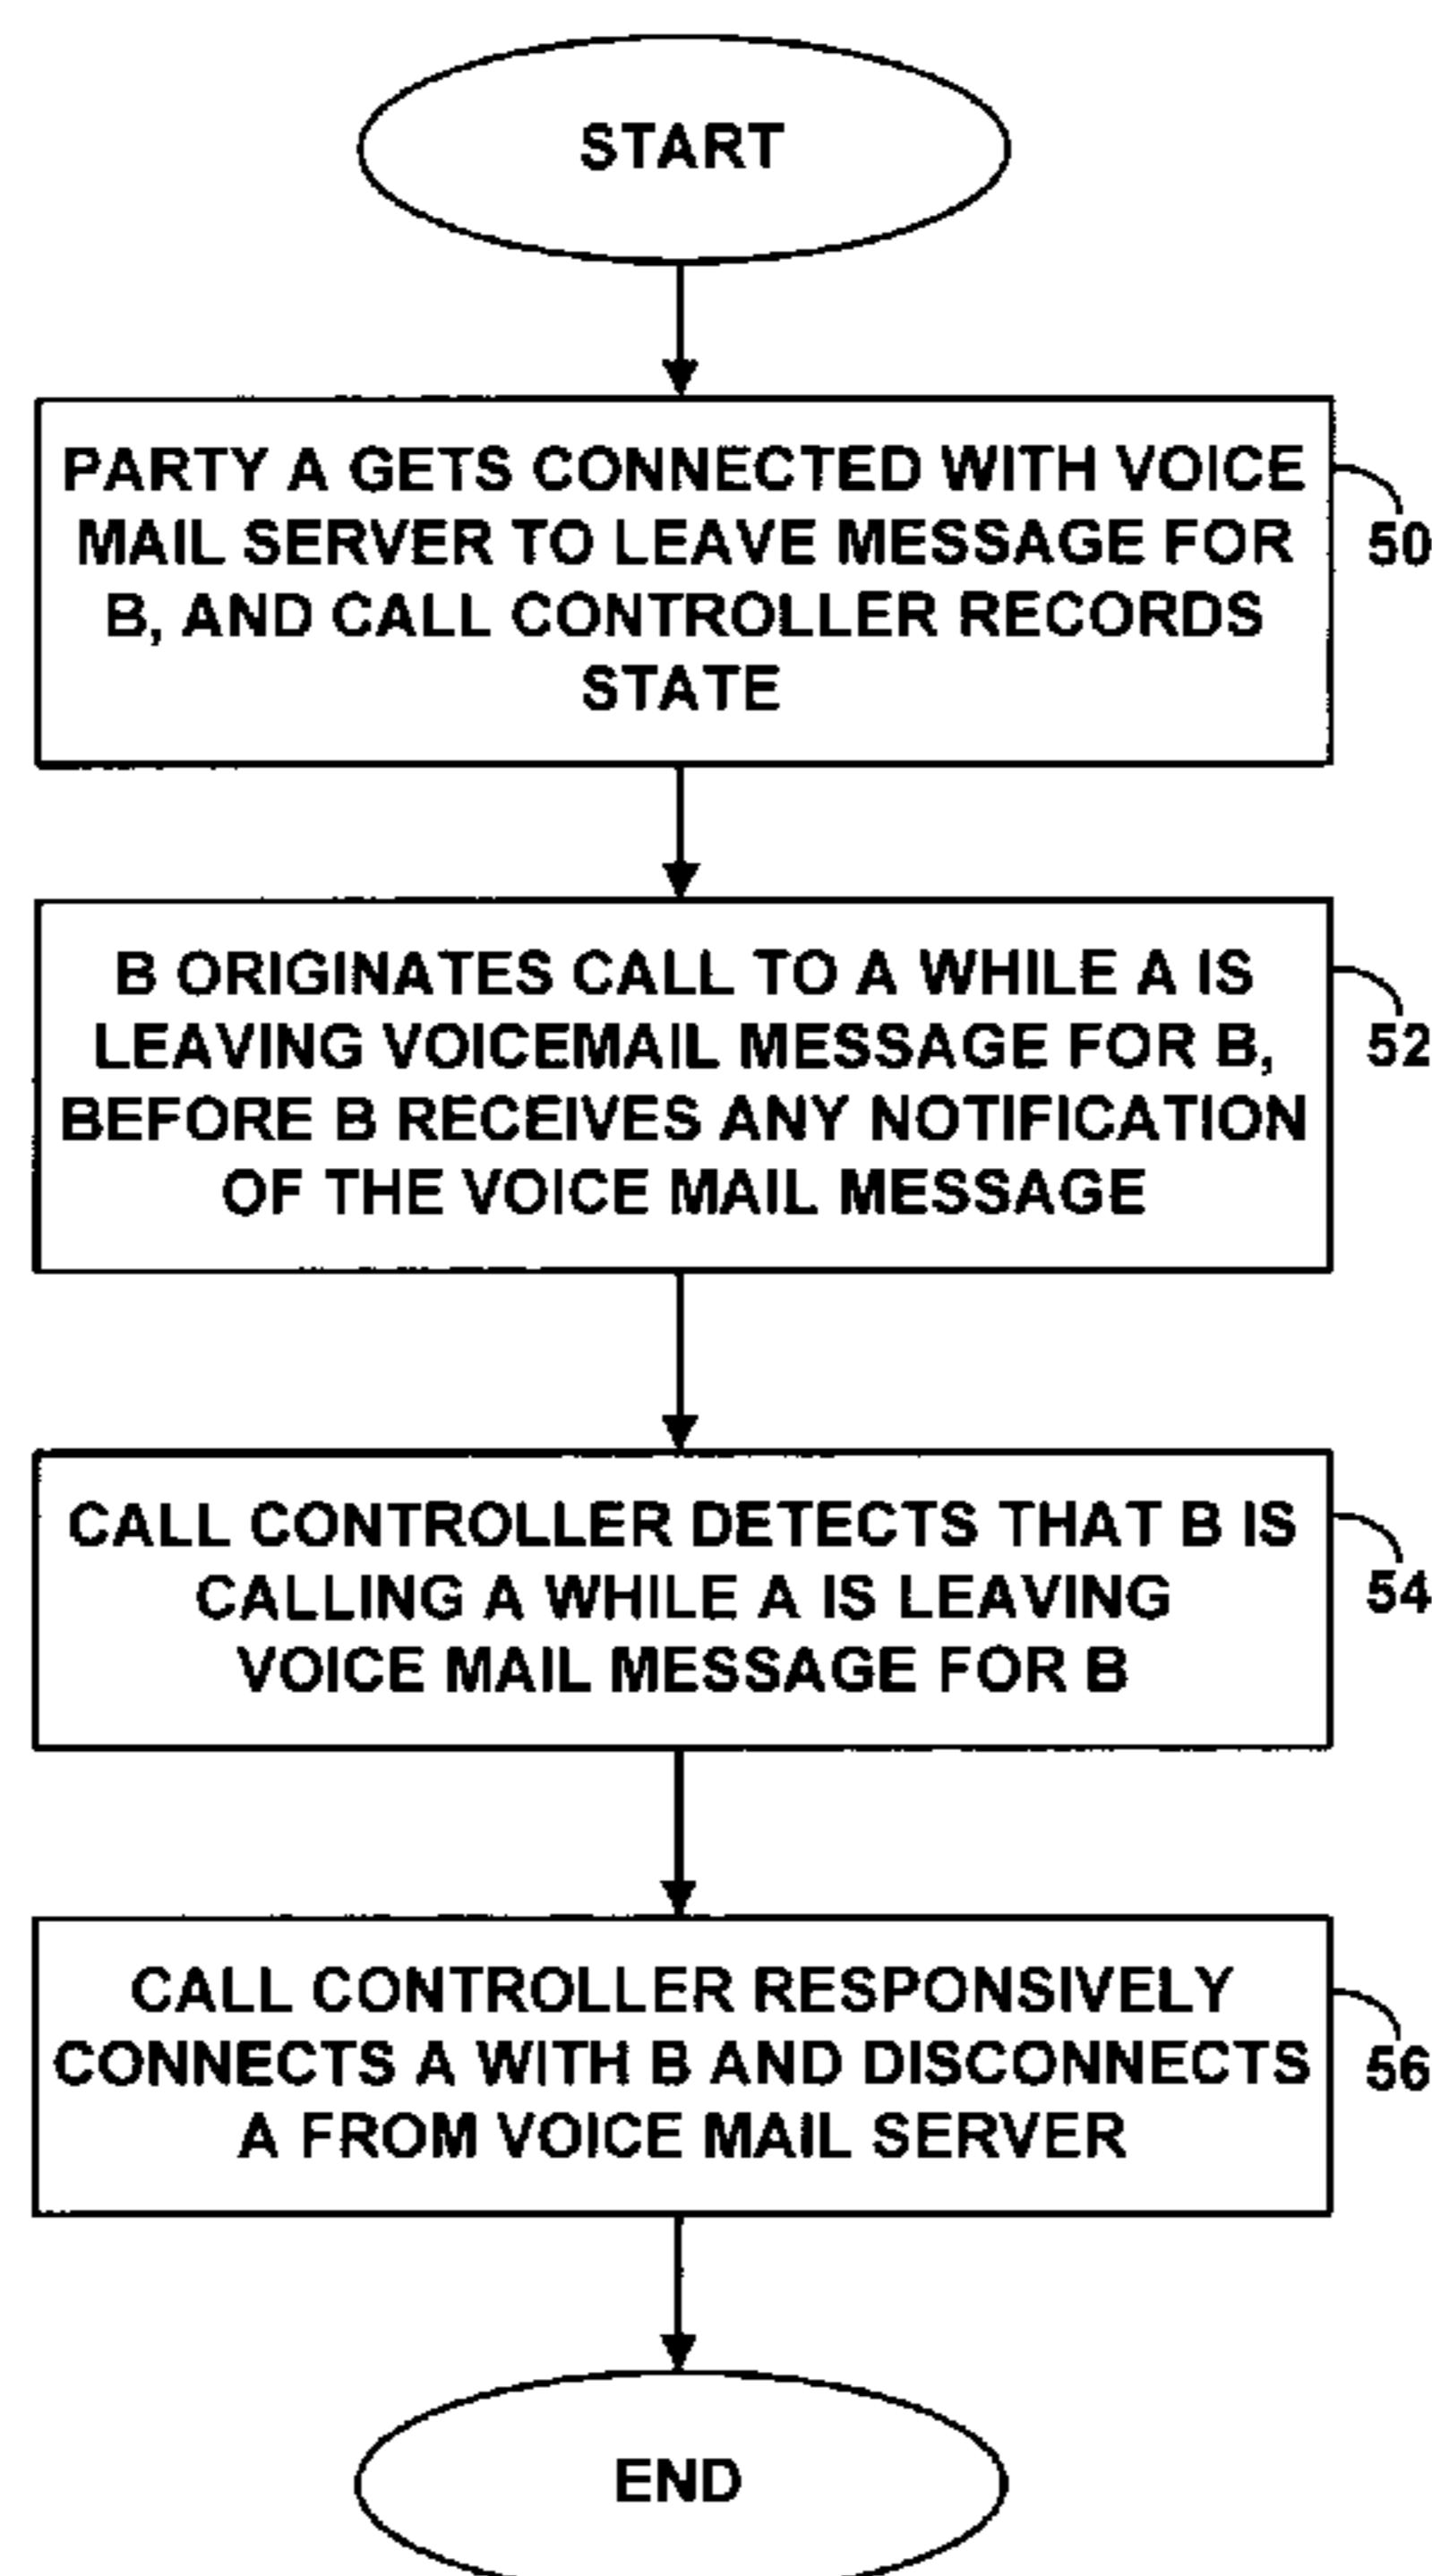 START
PARTY A GETS CONNECTED WITH VOICE
MAIL SERVER TO LEAVE MESSAGE FOR
B, AND CALL CONTROLLER RECORDS
STATE
50
B ORIGINATES CALL TO A WHILE A IS
LEAVING VOICEMAIL MESSAGE FOR B,
BEFORE B RECEIVES ANY NOTIFICATION
OF THE VOICE MAIL MESSAGE
52
CALL CONTROLLER DETECTS THAT B IS
CALLING A WHILE A IS LEAVING
VOICE MAIL MESSAGE FOR B
54
CALL CONTROLLER RESPONSIVELY
CONNECTS A WITH B AND DISCONNECTS
A FROM VOICE MAIL SERVER
56
END